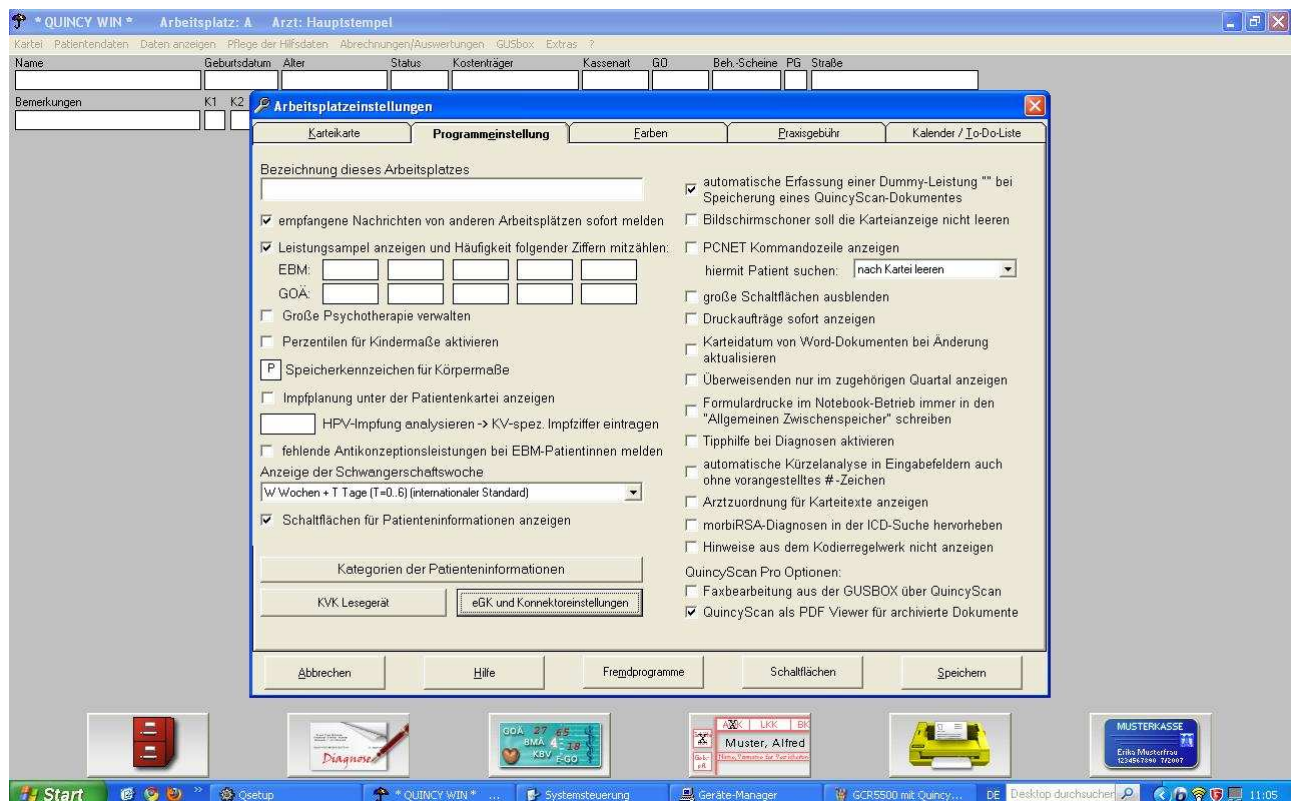 * QUINCY WIN * Arbeitsplatz: A Arzt: Hauptstempel
Kartei Patientendaten Daten anzeigen Pflege der Hilfsdaten Abrechnungen/Auswertungen GUSbox Extras ?
Name Geburtsdatum Alter Status Kostenträger Kassenart GO Beh.-Scheine PG Straße
Bemerkungen K1 K2
Arbeitsplatzeinstellungen
Karteikarte Programmeinstellung Farben Praxisgebühr Kalender / To-Do-Liste
Bezeichnung dieses Arbeitsplatzes
empfangene Nachrichten von anderen Arbeitsplätzen sofort melden
Leistungsampel anzeigen und Häufigkeit folgender Ziffern mitzählen:
EBM:
GOÄ:
Große Psychotherapie verwalten
Perzentilen für Kindermaße aktivieren
P Speicherkennzeichen für Körpermaße
Impfplanung unter der Patientenkartei anzeigen
HPV-Impfung analysieren -> KV-spez. Impfziffer eintragen
fehlende Antikonzeptionsleistungen bei EBM-Patientinnen melden
Anzeige der Schwangerschaftswoche
W Wochen + T Tage (T=0..6) (internationaler Standard)
Schaltflächen für Patienteninformationen anzeigen
Kategorien der Patienteninformationen
KVK Lesegerät eGK und Konnektoreinstellungen
automatische Erfassung einer Dummy-Leistung "" bei
Speicherung eines QuincyScan-Dokumentes
Bildschirmschoner soll die Karteianzeige nicht leeren
PCNET Kommandozeile anzeigen
hiermit Patient suchen: nach Kartei leeren
große Schaltflächen ausblenden
Druckaufträge sofort anzeigen
Karteidatum von Word-Dokumenten bei Änderung
aktualisieren
Überweisenden nur im zugehörigen Quartal anzeigen
Formulardrucke im Notebook-Betrieb immer in den
"Allgemeinen Zwischenspeicher" schreiben
Tipphilfe bei Diagnosen aktivieren
automatische Kürzelanalyse in Eingabefeldern auch
ohne vorangestelltes #-Zeichen
Arztzuordnung für Karteitexte anzeigen
morbiRSA-Diagnosen in der ICD-Suche hervorheben
Hinweise aus dem Kodierregelwerk nicht anzeigen
QuincyScan Pro Optionen:
Faxbearbeitung aus der GUSBOX über QuincyScan
QuincyScan als PDF Viewer für archivierte Dokumente
Abbrechen Hilfe Fremdprogramme Schaltflächen Speichern
Diagnose
GOÄ 27 65
BMÄ 4 18
KBV E-GO
LKK BK
Muster, Alfred
MUSTERKASSE
Erika Musterfrau
1234567890 7/2007
Start Qsetup * QUINCY WIN * ... Systemsteuerung Geräte-Manager GCR5500 mit Quincy... DE Desktop durchsuchen 11:05